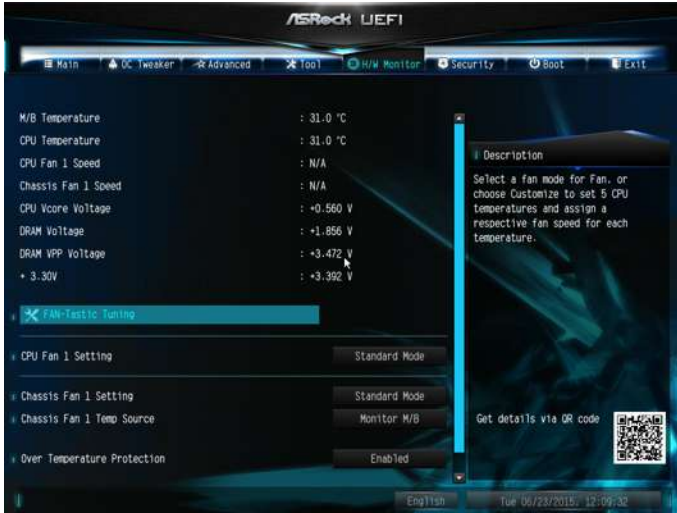 ASRock UEFI
Main OC Tweaker Advanced Tool H/W Monitor Security Boot Exit
M/B Temperature : 31.0 °C
CPU Temperature : 31.0 °C
CPU Fan 1 Speed : N/A
Chassis Fan 1 Speed : N/A
CPU Vcore Voltage : +0.560 V
DRAM Voltage : +1.856 V
DRAM VPP Voltage : +3.472 V
+ 3.30V : +3.392 V
FAN-Tastic Tuning
CPU Fan 1 Setting Standard Mode
Chassis Fan 1 Setting Standard Mode
Chassis Fan 1 Temp Source Monitor M/B
Over Temperature Protection Enabled
Description
Select a fan mode for Fan, or
choose Customize to set 5 CPU
temperatures and assign a
respective fan speed for each
temperature.
Get details via QR code
English Tue 06/23/2015, 12:09:32